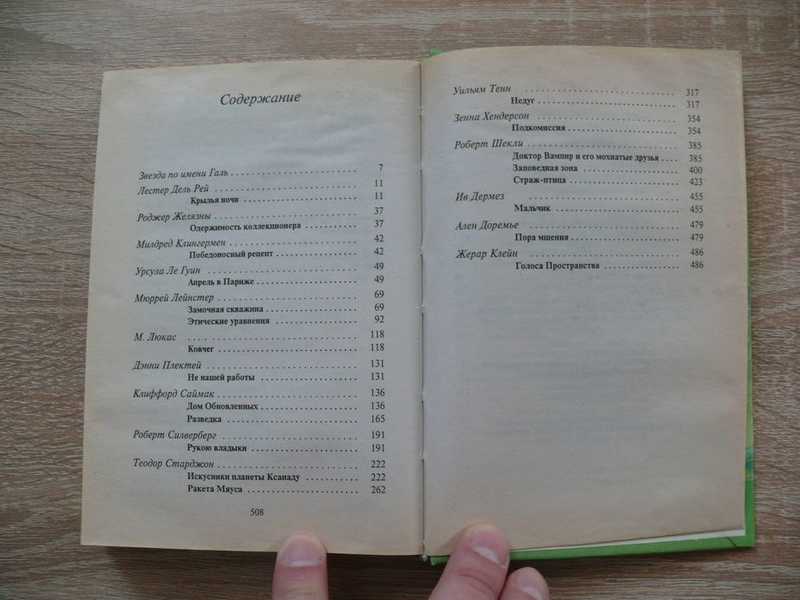 Содержание
Звезда по имени Галь ........ 7
Лестер Дель Рей ........ 11
Крылья ночи ........ 11
Роджер Желязны ........ 37
Одержимость коллекционера ........ 37
Милдред Клингермен ........ 42
Победоносный рецепт ........ 42
Урсула Ле Гуин ........ 49
Апрель в Париже ........ 49
Мюррей Лейнстер ........ 69
Замочная скважина ........ 69
Этические уравнения ........ 92
М. Люкас ........ 118
Ковчег ........ 118
Дэнни Плектей ........ 131
Не нашей работы ........ 131
Клиффорд Саймак ........ 136
Дом Обновленных ........ 136
Разведка ........ 165
Роберт Силверберг ........ 191
Рукою владыки ........ 191
Теодор Старджон ........ 222
Искусники планеты Ксанаду ........ 222
Ракета Мяуса ........ 262
508
Уильям Тенн ........ 317
Недуг ........ 317
Зенна Хендерсон ........ 354
Подкомиссия ........ 354
Роберт Шекли ........ 385
Доктор Вампир и его мохнатые друзья ........ 385
Заповедная зона ........ 400
Страж-птица ........ 423
Ив Дермез ........ 455
Мальчик ........ 455
Ален Доремье ........ 479
Пора мщения ........ 479
Жерар Клейн ........ 486
Голоса Пространства ........ 486